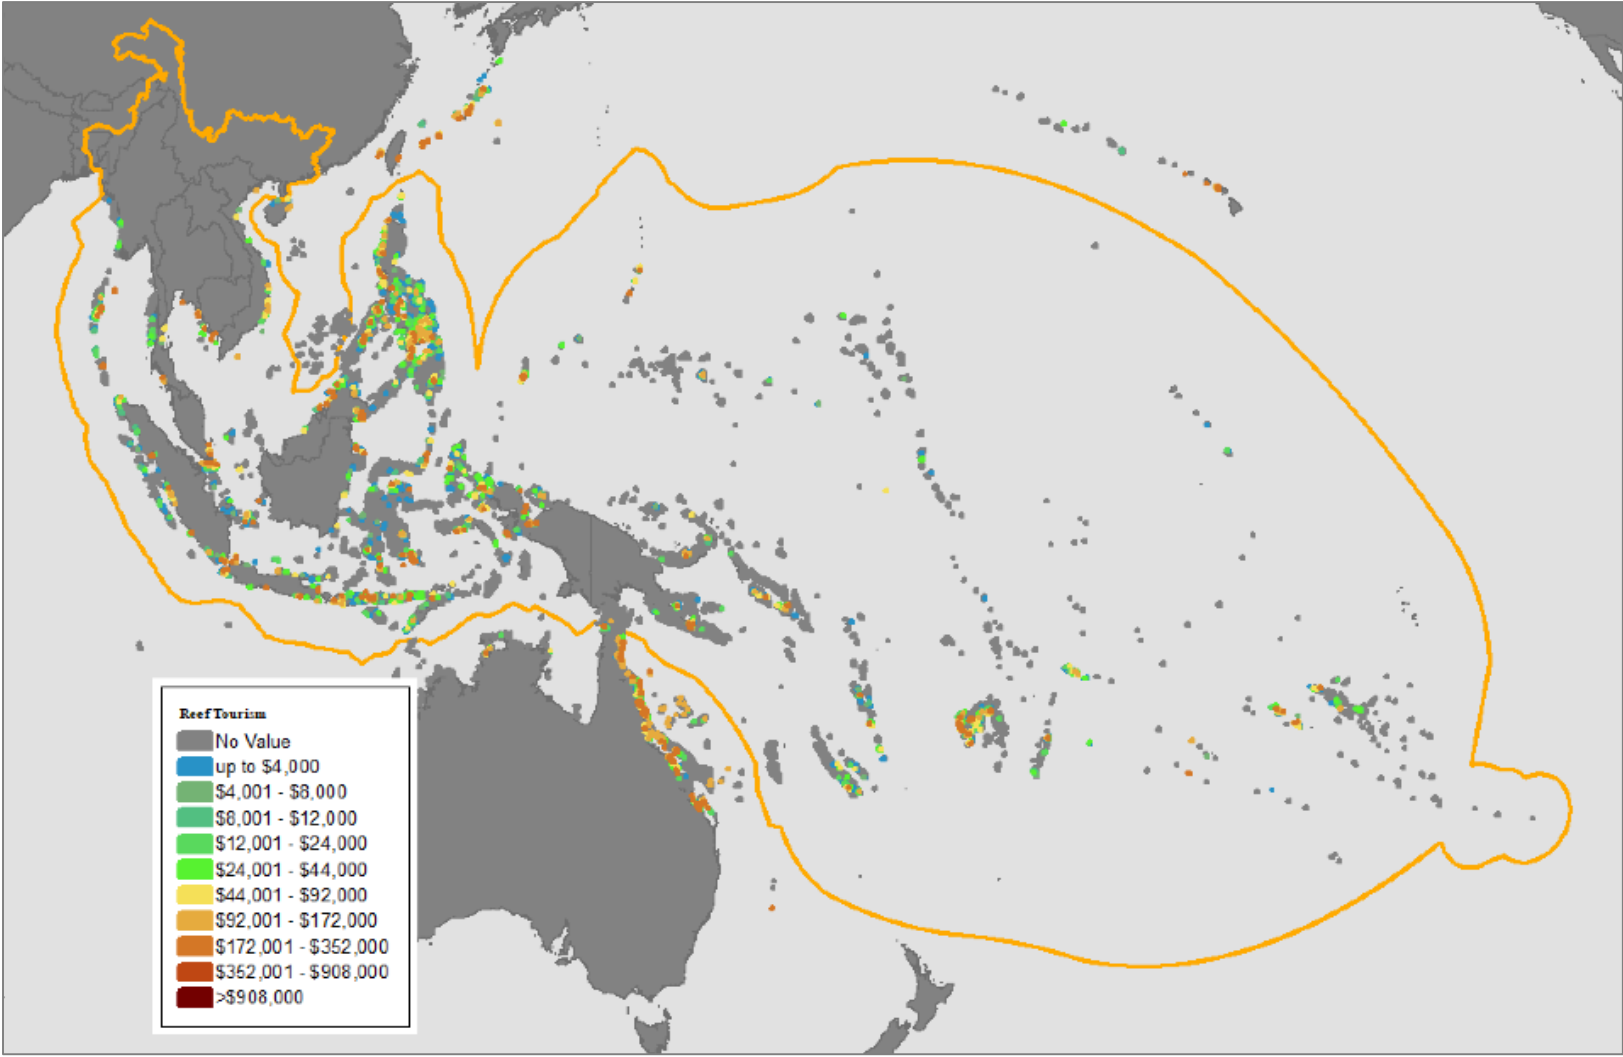 Reef Tourism
No Value
up to $4,000
$4,001 - $8,000
$8,001 - $12,000
$12,001 - $24,000
$24,001 - $44,000
$44,001 - $92,000
$92,001 - $172,000
$172,001 - $352,000
$352,001 - $908,000
>$908,000